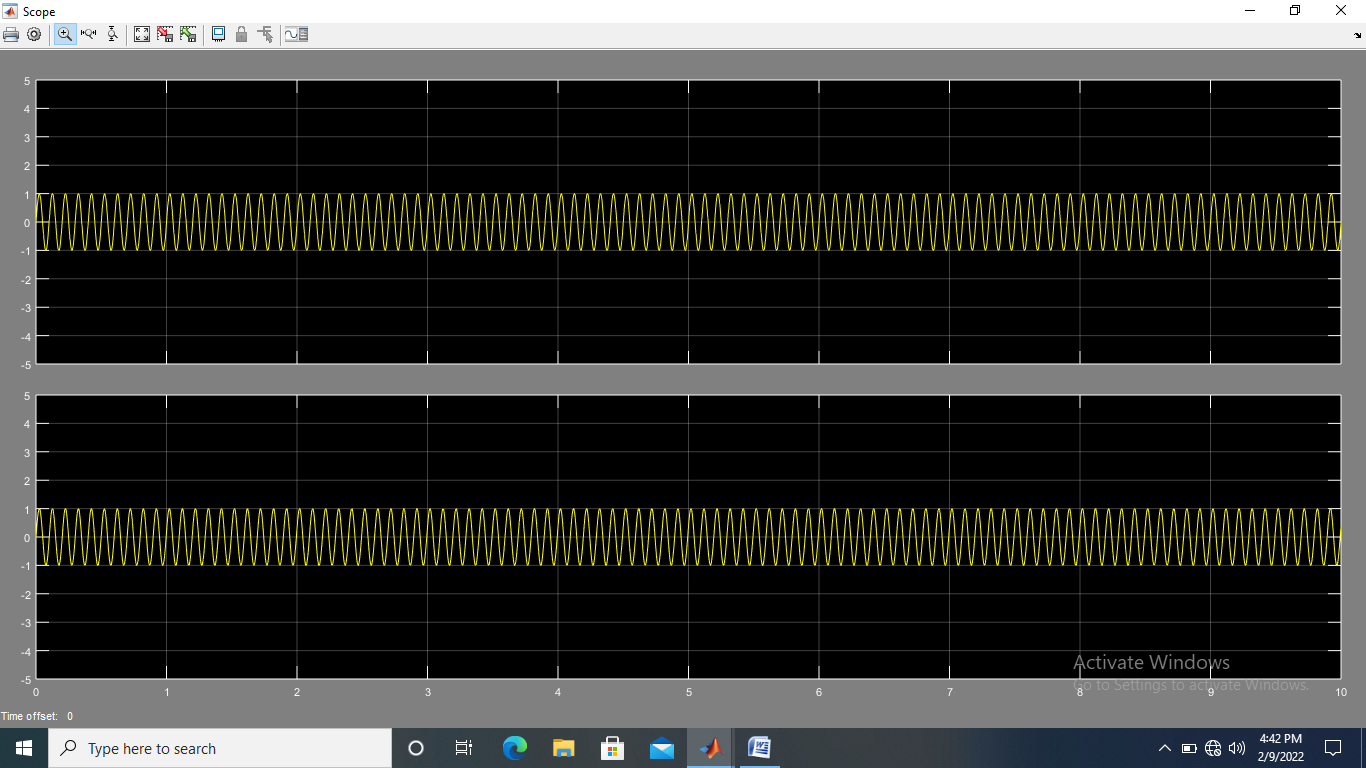 Scope
5
4
3
2
1
0
-1
-2
-3
-4
-5
5
4
3
2
1
0
-1
-2
-3
-4
-5
0 1 2 3 4 5 6 7 8 9 10
Time offset: 0
Activate Windows
Go to Settings to activate Windows.
Type here to search
W
4:42 PM
2/9/2022